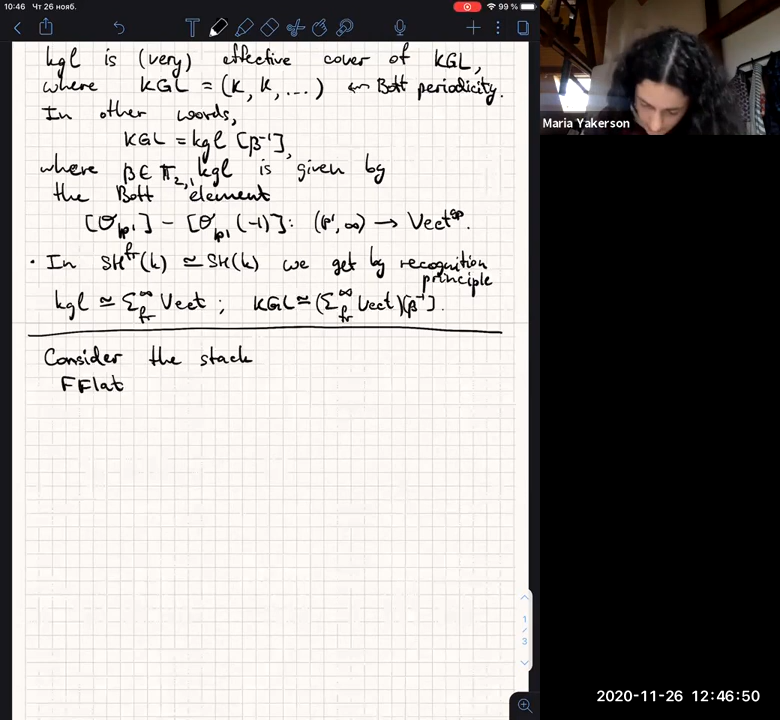 10:46 Чт 26 нояб.
99 %
kgl is (very) effective cover of KGL,
where KGL = (K, K, ...) ← Bott periodicity.
In other words,
KGL = kgl [β⁻¹],
where β ∈ π₂,₁ kgl is given by
the Bott element
[𝒪_ℙ¹] − [𝒪_ℙ¹(−1)]: (ℙ¹, ∞) → Vect^gp.
• In SH^fr(k) ≃ SH(k) we get by recognition principle
kgl ≃ Σ^∞_fr Vect ; KGL ≃ (Σ^∞_fr Vect)[β⁻¹].
Consider the stack
FFlat
Maria Yakerson
1
/
3
2020-11-26 12:46:50